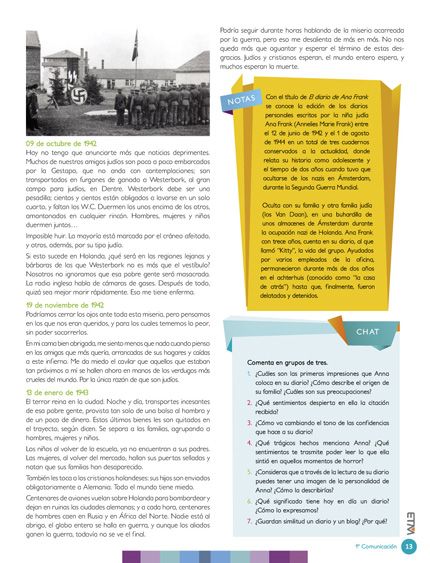 09 de octubre de 1942
Hoy no tengo que anunciarte más que noticias deprimentes.
Muchos de nuestros amigos judíos son poco a poco embarcados
por la Gestapo, que no anda con contemplaciones; son
transportados en furgones de ganado a Westerbork, al gran
campo para judíos, en Dentre. Westerbork debe ser una
pesadilla; cientos y cientos están obligados a lavarse en un solo
cuarto, y faltan los W.C. Duermen los unos encima de los otros,
amontonados en cualquier rincón. Hombres, mujeres y niños
duermen juntos…
Imposible huir. La mayoría está marcada por el cráneo afeitado,
y otros, además, por su tipo judío.
Si esto sucede en Holanda, ¿qué será en las regiones lejanas y
bárbaras de las que Westerbork no es más que el vestíbulo?
Nosotros no ignoramos que esa pobre gente será masacrada.
La radio inglesa habla de cámaras de gases. Después de todo,
quizá sea mejor morir rápidamente. Eso me tiene enferma.
19 de noviembre de 1942
Podríamos cerrar los ojos ante toda esta miseria, pero pensamos
en los que nos eran queridos, y para los cuales tememos lo peor,
sin poder socorrerlos.
En mi cama bien abrigada, me siento menos que nada cuando pienso
en las amigas que más quería, arrancadas de sus hogares y caídas
a este infierno. Me da miedo el cavilar que aquellos que estaban
tan próximos a mí se hallen ahora en manos de los verdugos más
crueles del mundo. Por la única razón de que son judíos.
13 de enero de 1943
El terror reina en la ciudad. Noche y día, transportes incesantes
de esa pobre gente, provista tan solo de una bolsa al hombro y
de un poco de dinero. Estos últimos bienes les son quitados en
el trayecto, según dicen. Se separa a las familias, agrupando a
hombres, mujeres y niños.
Los niños al volver de la escuela, ya no encuentran a sus padres.
Las mujeres, al volver del mercado, hallan sus puertas selladas y
notan que sus familias han desaparecido.
También les toca a los cristianos holandeses: sus hijos son enviados
obligatoriamente a Alemania. Todo el mundo tiene miedo.
Centenares de aviones vuelan sobre Holanda para bombardear y
dejan en ruinas las ciudades alemanas; y a cada hora, centenares
de hombres caen en Rusia y en África del Norte. Nadie está al
abrigo, el globo entero se halla en guerra, y aunque los aliados
ganen la guerra, todavía no se ve el final.
Podría seguir durante horas hablando de la miseria acarreada
por la guerra, pero eso me desalienta de más en más. No nos
queda más que aguantar y esperar el término de estas des-
gracias. Judíos y cristianos esperan, el mundo entero espera, y
muchos esperan la muerte.
NOTAS
Con el título de El diario de Ana Frank
se conoce la edición de los diarios
personales escritos por la niña judía
Ana Frank (Annelies Marie Frank) entre
el 12 de junio de 1942 y el 1 de agosto
de 1944 en un total de tres cuadernos
conservados a la actualidad, donde
relata su historia como adolescente y
el tiempo de dos años cuando tuvo que
ocultarse de los nazis en Ámsterdam,
durante la Segunda Guerra Mundial.
Oculta con su familia y otra familia judía
(los Van Daan), en una buhardilla de
unos almacenes de Ámsterdam durante
la ocupación nazi de Holanda. Ana Frank
con trece años, cuenta en su diario, al que
llamó "Kitty", la vida del grupo. Ayudados
por varios empleados de la oficina,
permanecieron durante más de dos años
en el achterhuis (conocido como "la casa
de atrás") hasta que, finalmente, fueron
delatados y detenidos.
CHAT
Comenta en grupos de tres.
1. ¿Cuáles son las primeras impresiones que Anna
coloca en su diario? ¿Cómo describe el origen de
su familia? ¿Cuáles son sus preocupaciones?
2. ¿Qué sentimientos despierta en ella la citación
recibida?
3. ¿Cómo va cambiando el tono de las confidencias
que hace a su diario?
4. ¿Qué trágicos hechos menciona Anna? ¿Qué
sentimientos te trasmite poder leer lo que ella
sintió en aquellos momentos de horror?
5. ¿Consideras que a través de la lectura de su diario
puedes tener una imagen de la personalidad de
Anna? ¿Cómo la describirías?
6. ¿Qué significado tiene hoy en día un diario?
¿Cómo lo expresamos?
7. ¿Guardan similitud un diario y un blog? ¿Por qué?
ETM
1º Comunicación 13